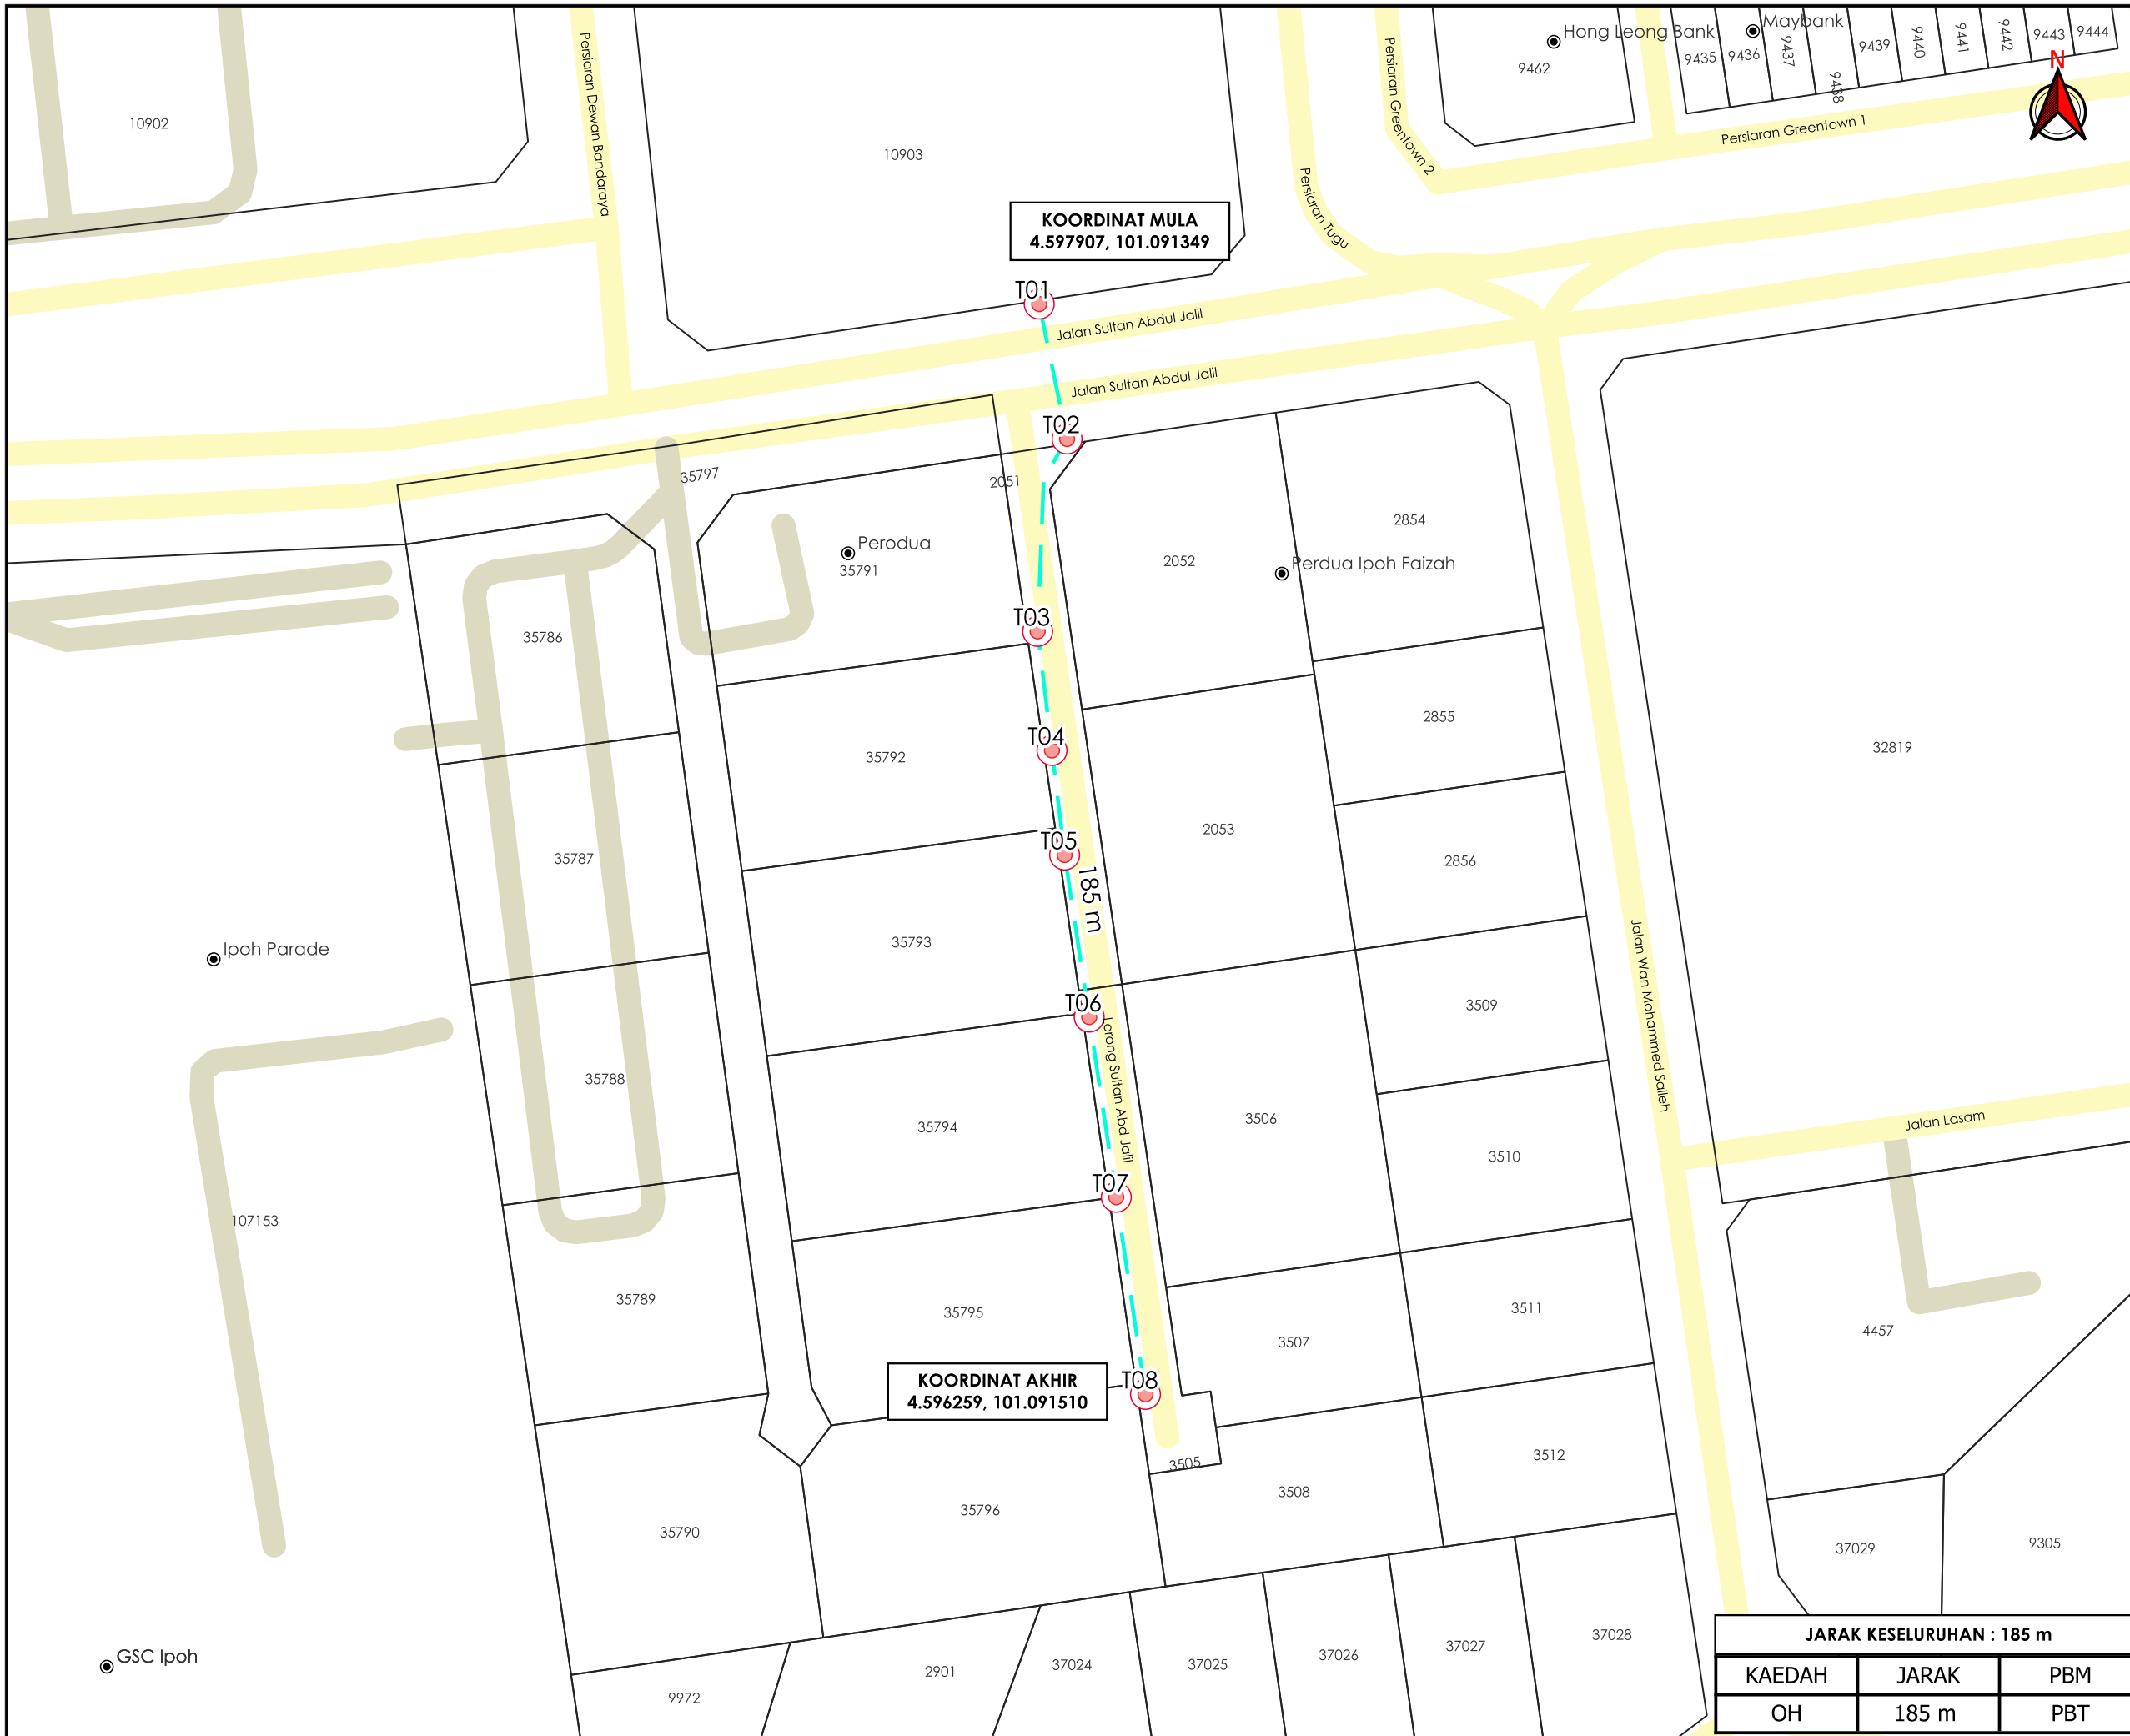 Persiaran Dewan Bandaraya
10902
10903
Persiaran Greentown 2
Hong Leong Bank
9462
Maybank
9435
9436
9437
9438
9439
9440
9441
9442
9443
9444
N
Persiaran Greentown 1
Persiaran Tugu
KOORDINAT MULA
4.597907, 101.091349
T01
Jalan Sultan Abdul Jalil
Jalan Sultan Abdul Jalil
T02
35797
2051
2854
Perodua
35791
2052
Perdua Ipoh Faizah
35786
T03
2855
T04
35792
32819
2053
T05
35787
2856
185 m
35793
Ipoh Parade
Jalan Wan Mohammed Salleh
T06
3509
Lorong Sultan Abd Jalil
35788
35794
3506
Jalan Lasam
3510
T07
107153
35789
35795
3511
3507
4457
KOORDINAT AKHIR
4.596259, 101.091510
T08
3505
3512
3508
35796
35790
37029
9305
GSC Ipoh
9972
2901
37024
37025
37026
37027
37028
JARAK KESELURUHAN : 185 m
KAEDAH JARAK PBM
OH 185 m PBT